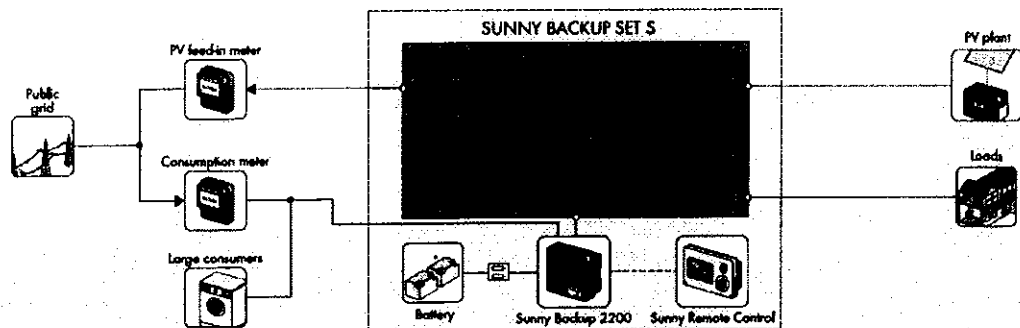 SUNNY BACKUP SET S
PV feed-in meter
PV plant
Public
grid
Consumption meter
Loads
Large consumers
Battery
Sunny Backup 2200
Sunny Remote Control